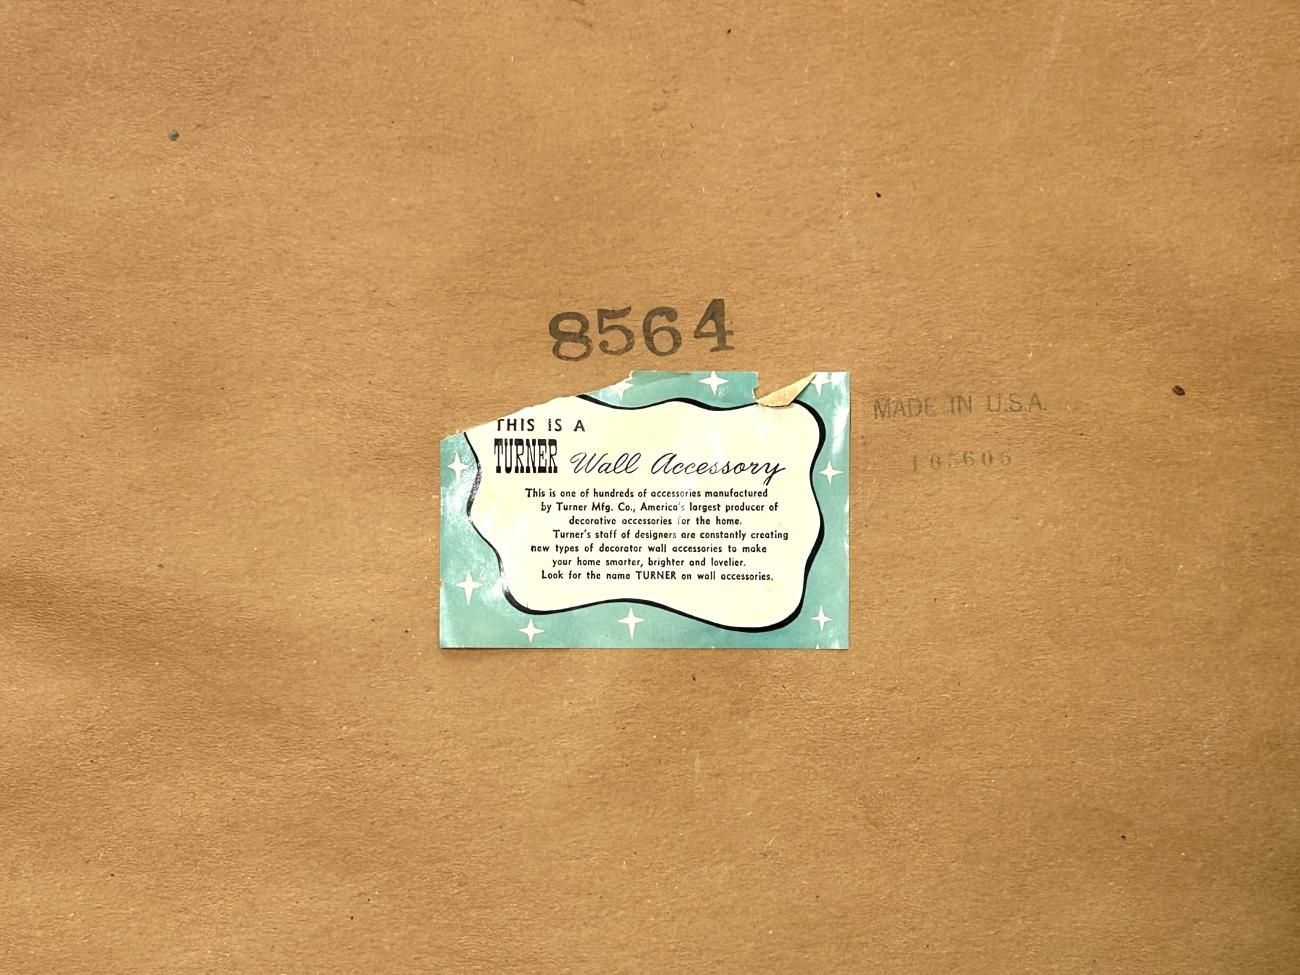 8564
MADE IN U.S.A.
105605
THIS IS A
TURNER Wall Accessory
This is one of hundreds of accessories manufactured
by Turner Mfg. Co., America's largest producer of
decorative accessories for the home.
Turner's staff of designers are constantly creating
new types of decorator wall accessories to make
your home smarter, brighter and lovelier.
Look for the name TURNER on wall accessories.